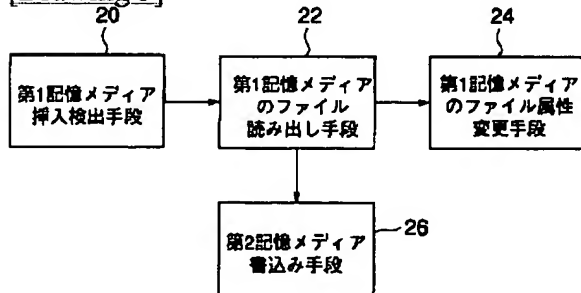 20
22
24
第1記憶メディア
挿入検出手段
第1記憶メディア
のファイル
読み出し手段
第1記憶メディア
のファイル属性
変更手段
第2記憶メディア
書込み手段
26